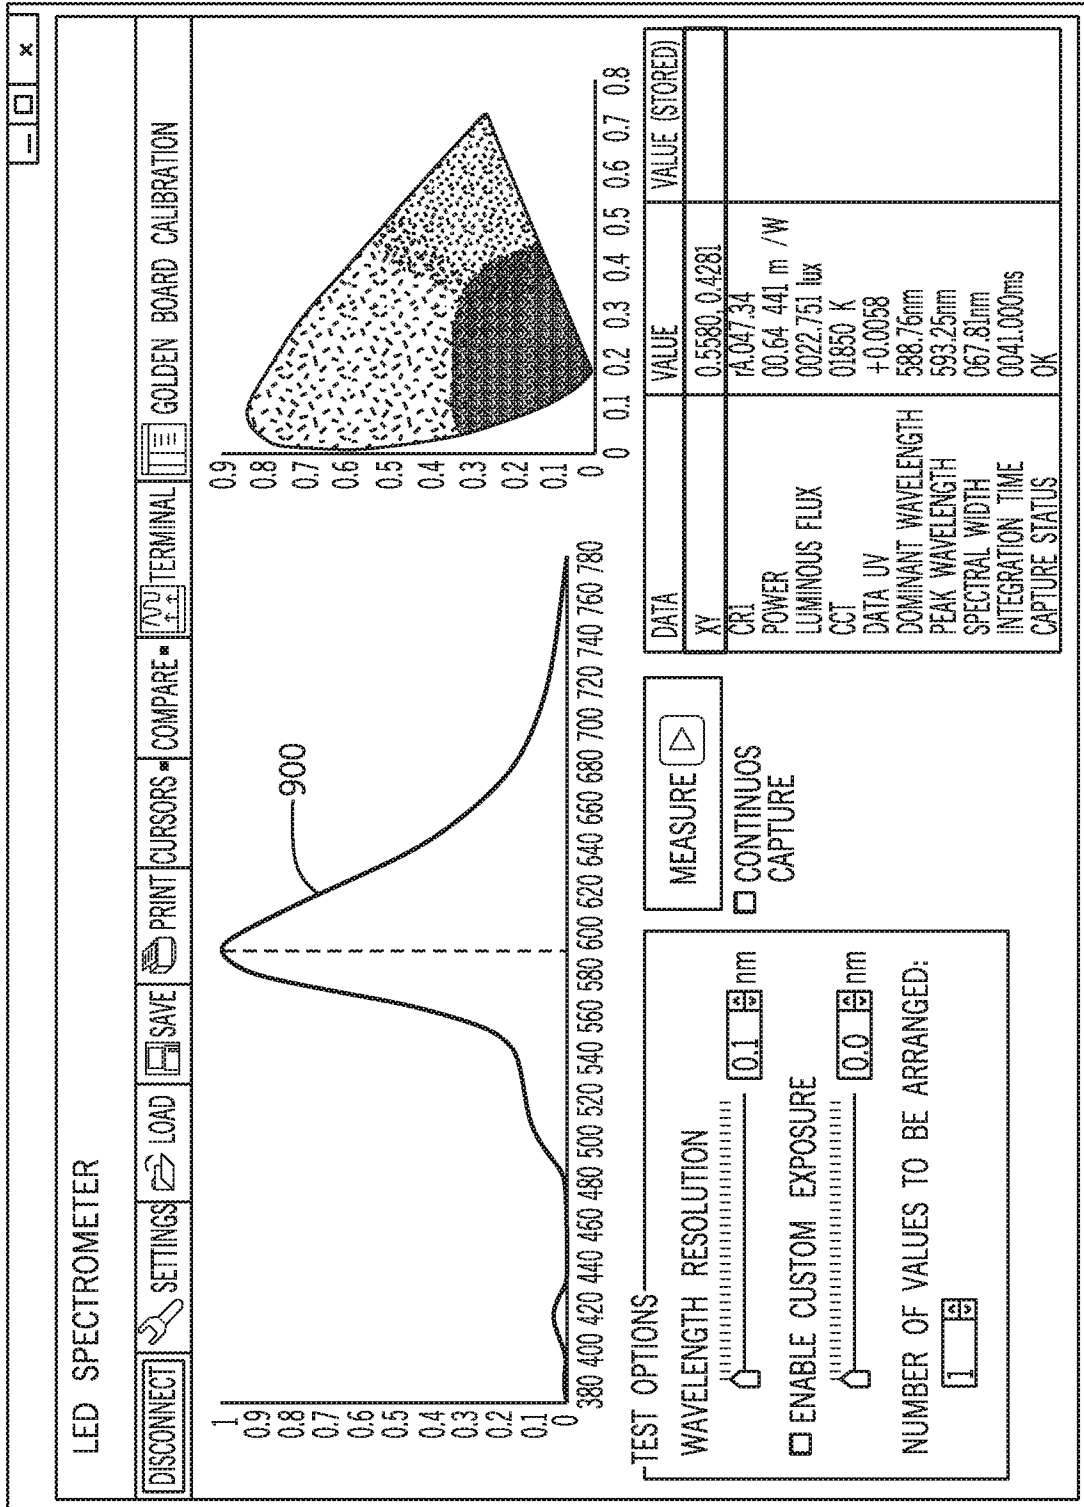 LED SPECTROMETER
DISCONNECT SETTINGS LOAD SAVE PRINT CURSORS COMPARE TERMINAL GOLDEN BOARD CALIBRATION
1
0.9
0.8
0.7
0.6
0.5
0.4
0.3
0.2
0.1
0
380 400 420 440 460 480 500 520 540 560 580 600 620 640 660 680 700 720 740 760 780
900
0.9
0.8
0.7
0.6
0.5
0.4
0.3
0.2
0.1
0
0 0.1 0.2 0.3 0.4 0.5 0.6 0.7 0.8
TEST OPTIONS
WAVELENGTH RESOLUTION
0.1 nm
ENABLE CUSTOM EXPOSURE
0.0 nm
NUMBER OF VALUES TO BE ARRANGED:
1
MEASURE
CONTINUOS
CAPTURE
DATA VALUE VALUE (STORED)
XY 0.5580, 0.4281
CR1 rA.047.34
POWER 00.64 441 m /W
LUMINOUS FLUX 0022.751 lux
CCT 01850 K
DATA UV +0.0058
DOMINANT WAVELENGTH 588.76nm
PEAK WAVELENGTH 593.25nm
SPECTRAL WIDTH 067.81nm
INTEGRATION TIME 0041.000ms
CAPTURE STATUS OK